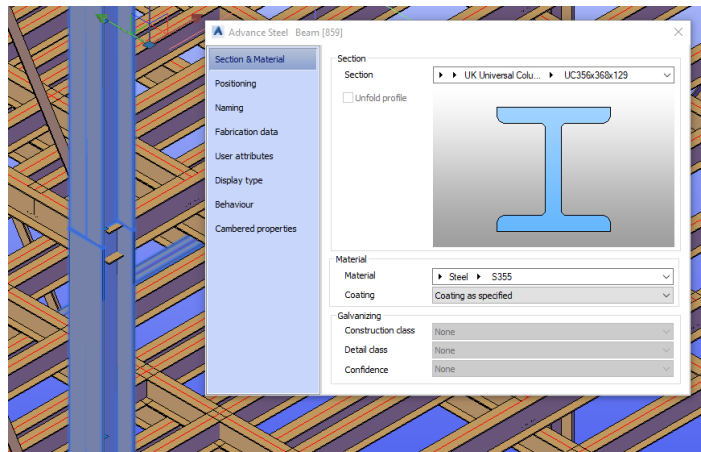 Advance Steel Beam [859]
Section & Material
Positioning
Naming
Fabrication data
User attributes
Display type
Behaviour
Cambered properties
Section
Section UK Universal Colu... UC356x368x129
Unfold profile
Material
Material Steel S355
Coating Coating as specified
Galvanizing
Construction class None
Detail class None
Confidence None